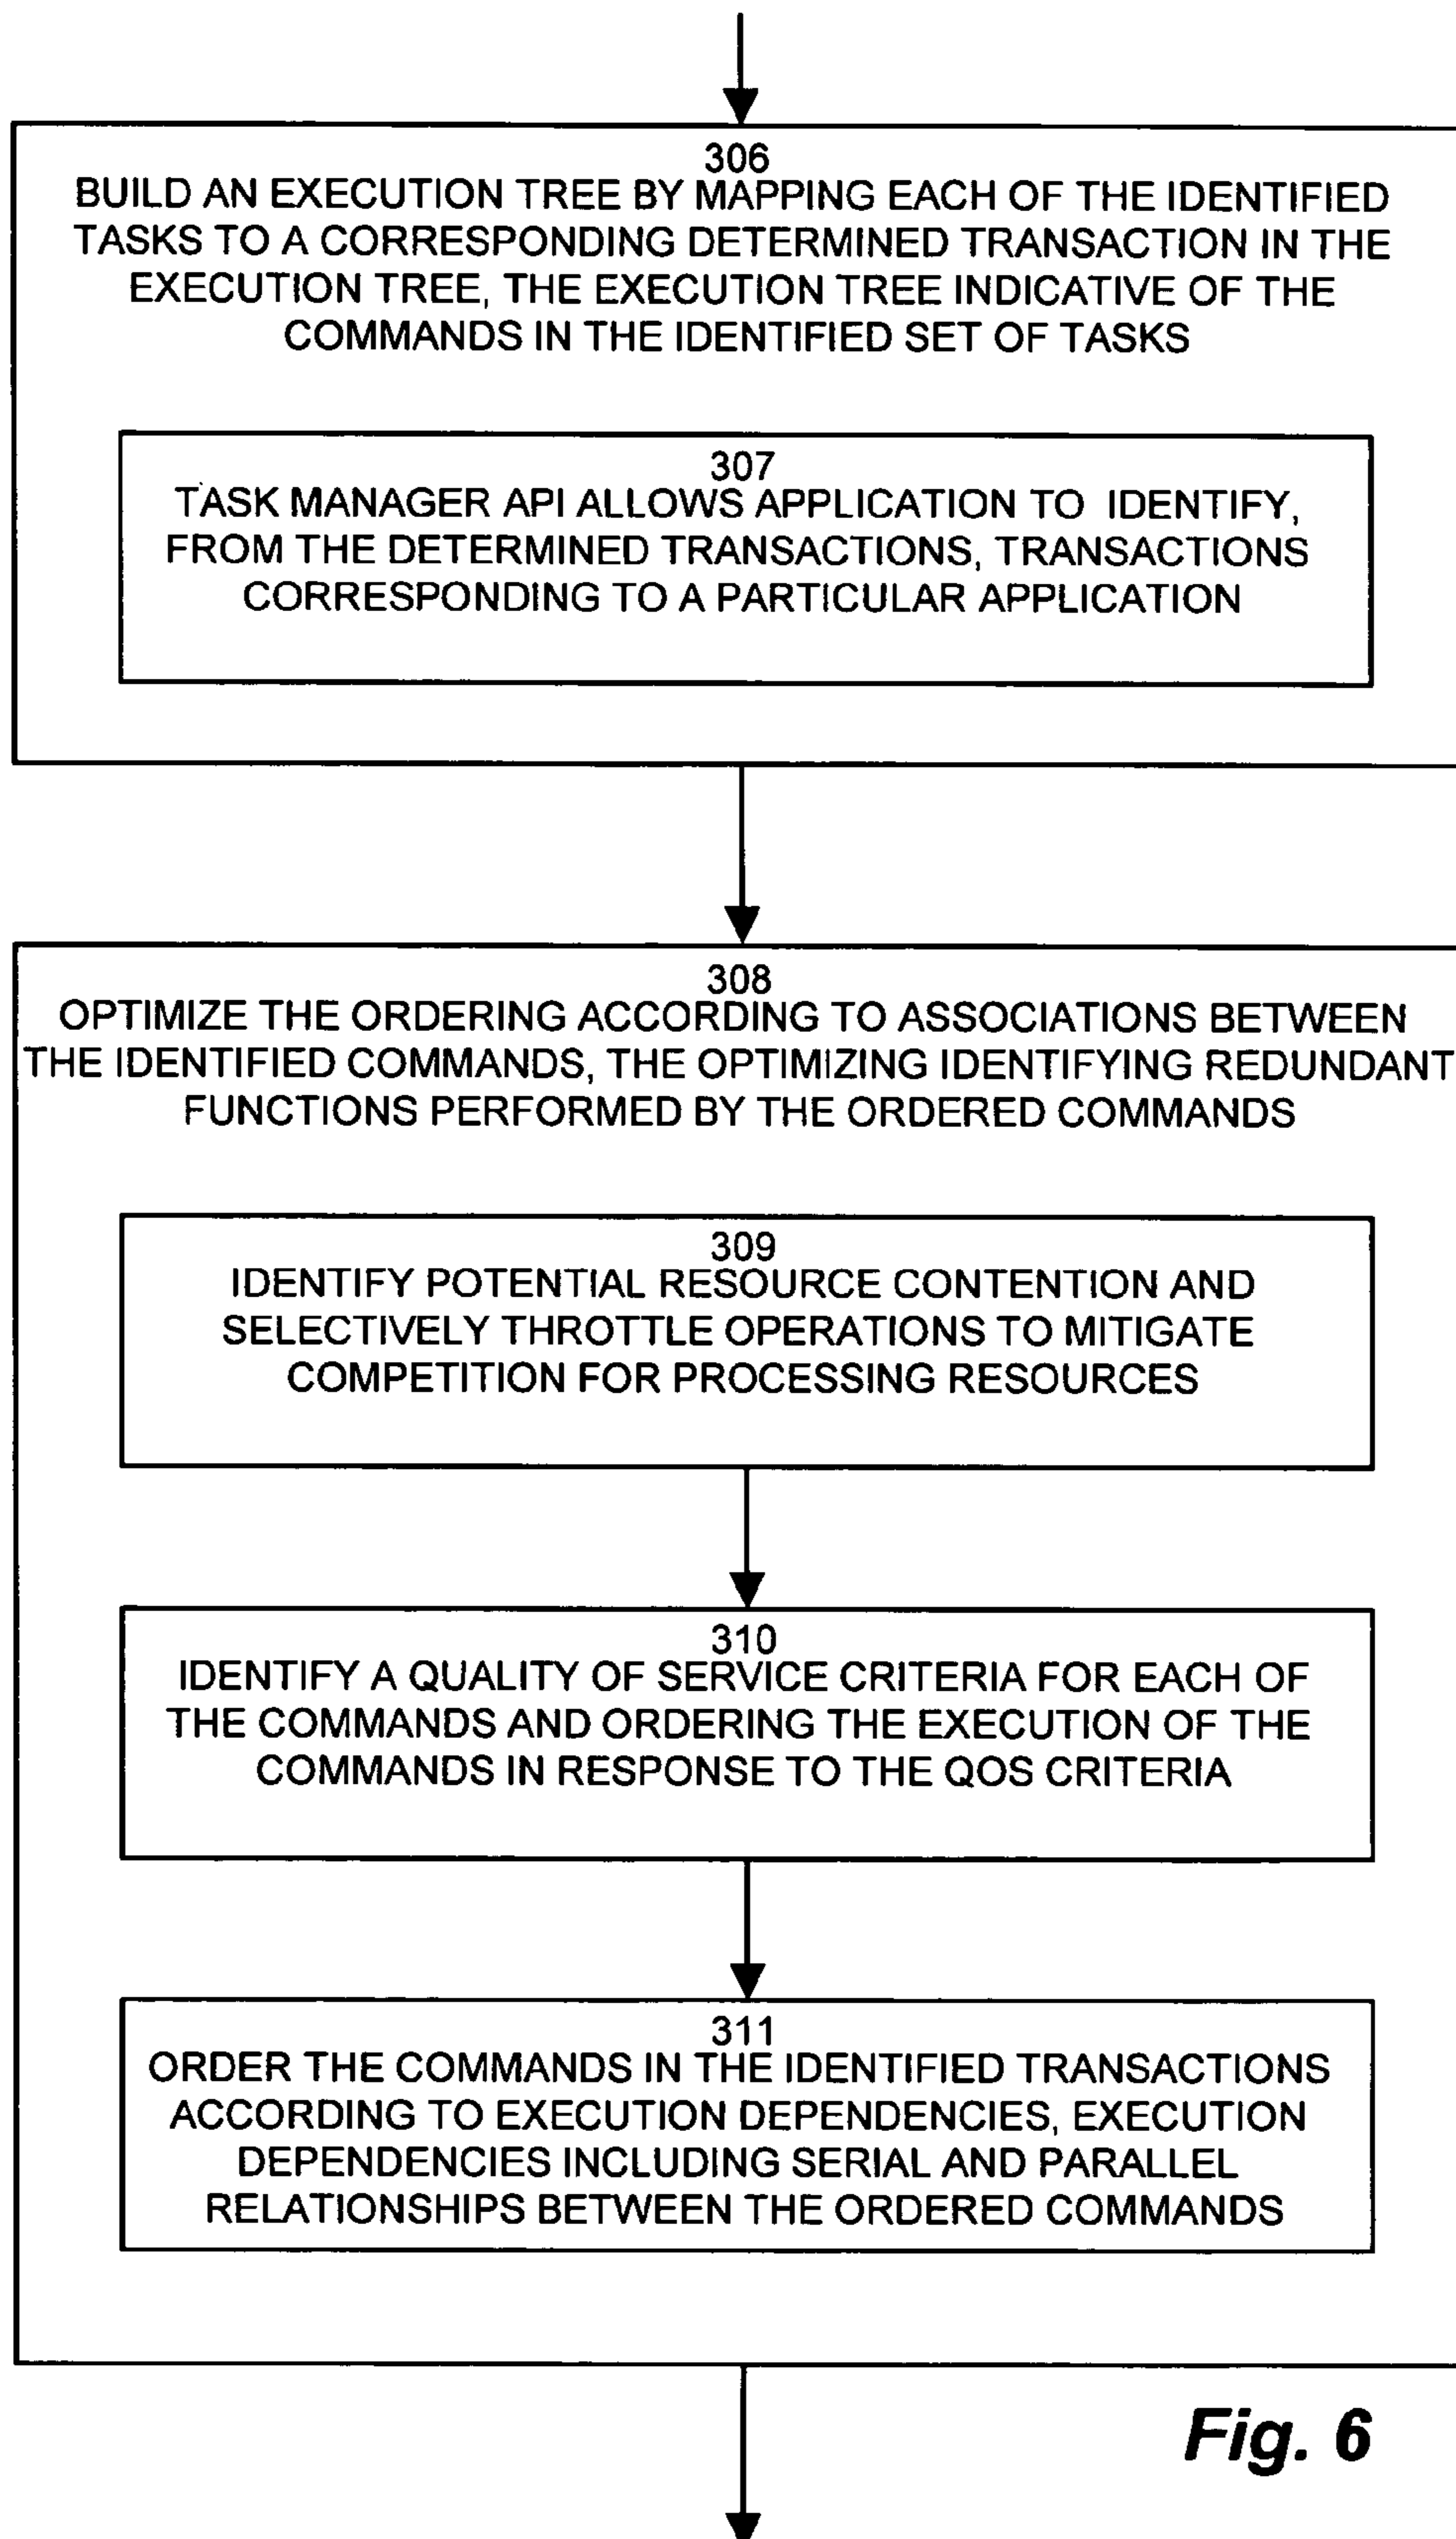 306
BUILD AN EXECUTION TREE BY MAPPING EACH OF THE IDENTIFIED
TASKS TO A CORRESPONDING DETERMINED TRANSACTION IN THE
EXECUTION TREE, THE EXECUTION TREE INDICATIVE OF THE
COMMANDS IN THE IDENTIFIED SET OF TASKS
307
TASK MANAGER API ALLOWS APPLICATION TO IDENTIFY,
FROM THE DETERMINED TRANSACTIONS, TRANSACTIONS
CORRESPONDING TO A PARTICULAR APPLICATION
308
OPTIMIZE THE ORDERING ACCORDING TO ASSOCIATIONS BETWEEN
THE IDENTIFIED COMMANDS, THE OPTIMIZING IDENTIFYING REDUNDANT
FUNCTIONS PERFORMED BY THE ORDERED COMMANDS
309
IDENTIFY POTENTIAL RESOURCE CONTENTION AND
SELECTIVELY THROTTLE OPERATIONS TO MITIGATE
COMPETITION FOR PROCESSING RESOURCES
310
IDENTIFY A QUALITY OF SERVICE CRITERIA FOR EACH OF
THE COMMANDS AND ORDERING THE EXECUTION OF THE
COMMANDS IN RESPONSE TO THE QOS CRITERIA
311
ORDER THE COMMANDS IN THE IDENTIFIED TRANSACTIONS
ACCORDING TO EXECUTION DEPENDENCIES, EXECUTION
DEPENDENCIES INCLUDING SERIAL AND PARALLEL
RELATIONSHIPS BETWEEN THE ORDERED COMMANDS
Fig. 6